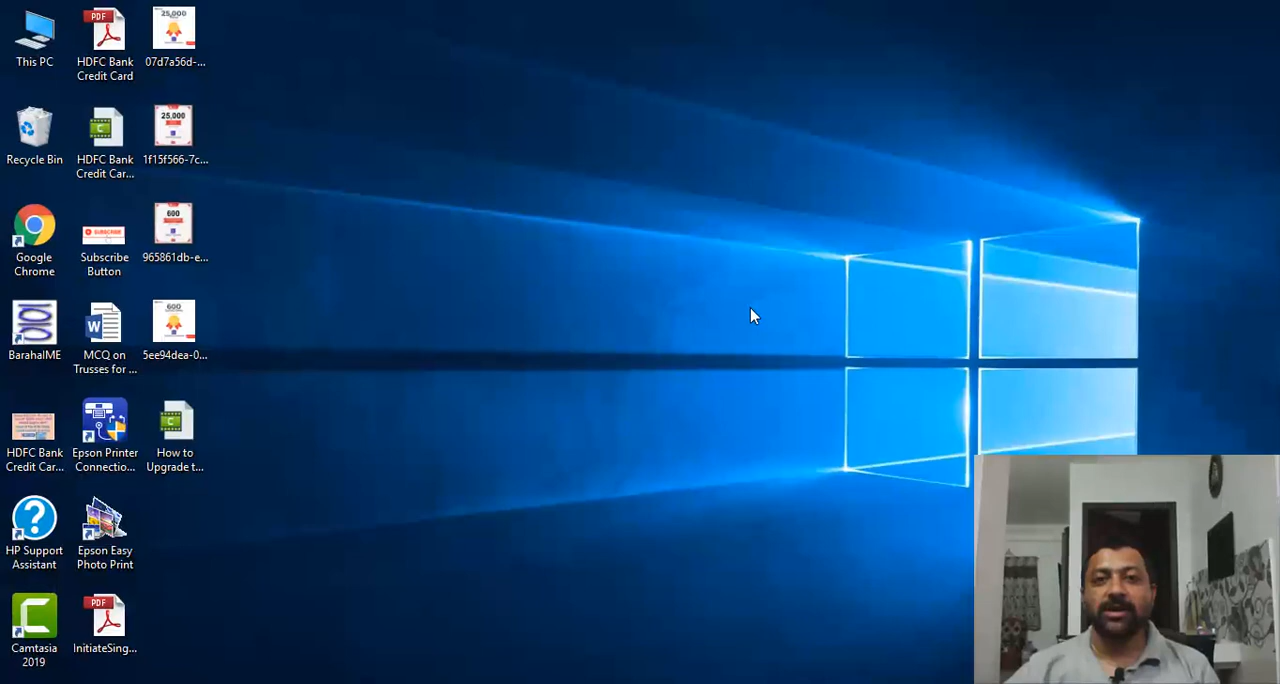 This PC
Recycle Bin
Google
Chrome
BarahaIME
HDFC Bank
Credit Car...
HP Support
Assistant
Camtasia
2019
PDF
HDFC Bank
Credit Card
C
HDFC Bank
Credit Car...
SUBSCRIBE
Subscribe
Button
W
MCQ on
Trusses for ...
Epson Printer
Connectio...
Epson Easy
Photo Print
PDF
InitiateSing...
25,000
07d7a56d-...
25,000
1f15f566-7c...
600
965861db-e...
600
5ee94dea-0...
C
How to
Upgrade t...